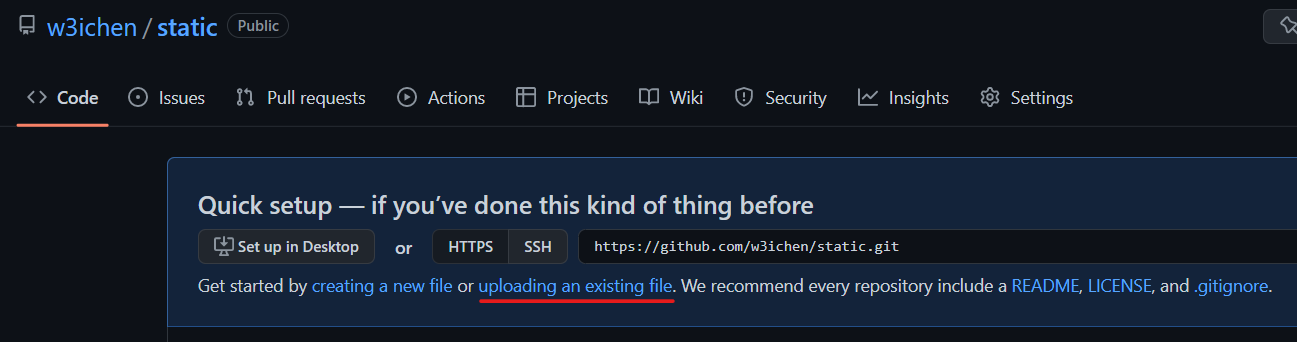 w3ichen / static Public
Code Issues Pull requests Actions Projects Wiki Security Insights Settings
Quick setup — if you’ve done this kind of thing before
Set up in Desktop or HTTPS SSH https://github.com/w3ichen/static.git
Get started by creating a new file or uploading an existing file. We recommend every repository include a README, LICENSE, and .gitignore.